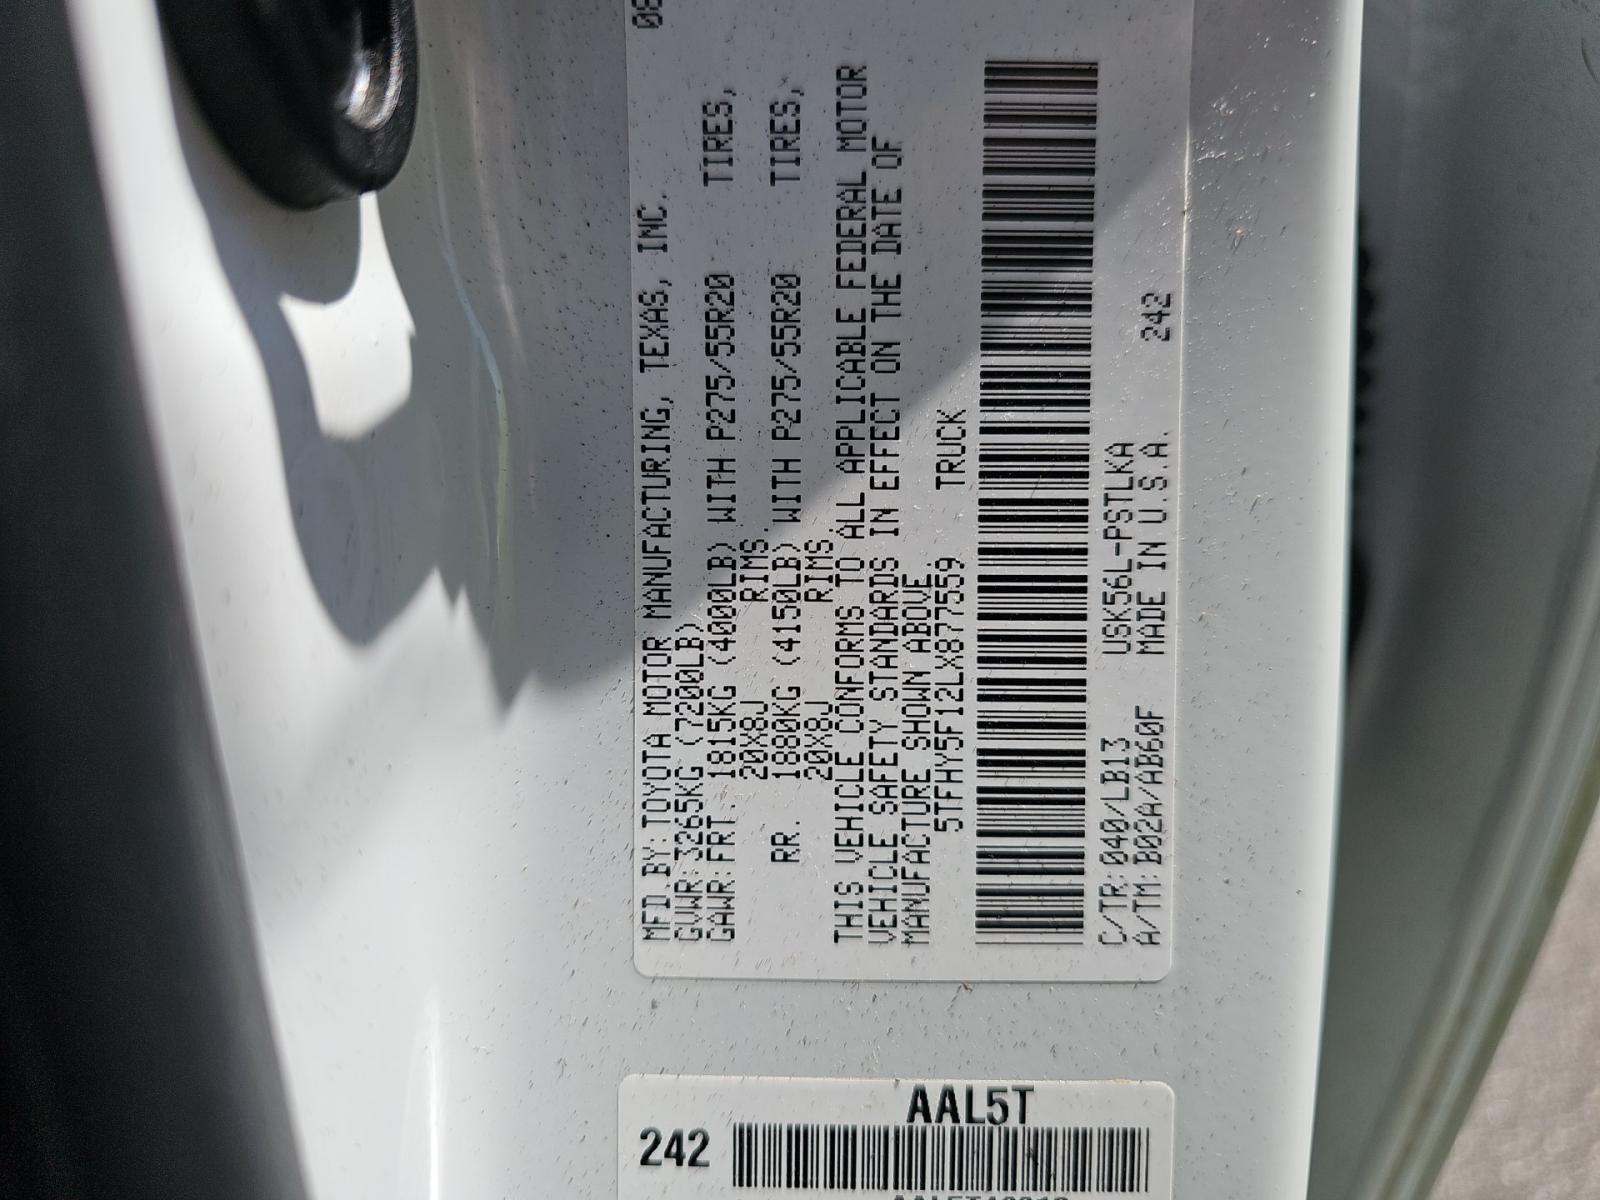 08
MFD.BY:TOYOTA MOTOR MANUFACTURING, TEXAS, INC.
GVWR:3265KG (7200LB)
GAWR:FRT. 1815KG (4000LB) WITH P275/55R20 TIRES,
20X8J RIMS.
RR. 1880KG (4150LB) WITH P275/55R20 TIRES,
20X8J RIMS.
THIS VEHICLE CONFORMS TO ALL APPLICABLE FEDERAL MOTOR
VEHICLE SAFETY STANDARDS IN EFFECT ON THE DATE OF
MANUFACTURE SHOWN ABOVE.
5TFHY5F12LX877559 TRUCK
C/TR:040/LB13 USK56L-PSTLKA
A/TM:B02A/AB60F MADE IN U.S.A. 242
AAL5T
242